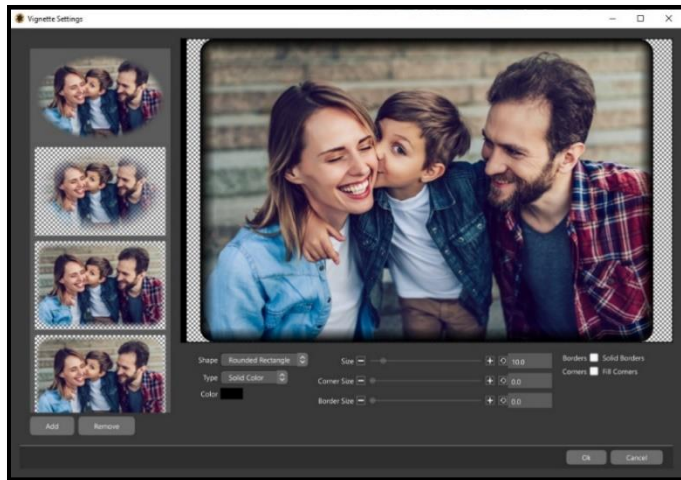 Vignette Settings
Shape Rounded Rectangle Size 10.0 Borders Solid Borders
Type Solid Color Corner Size 0.0 Corners Fill Corners
Color Border Size 0.0
Add Remove
Ok Cancel